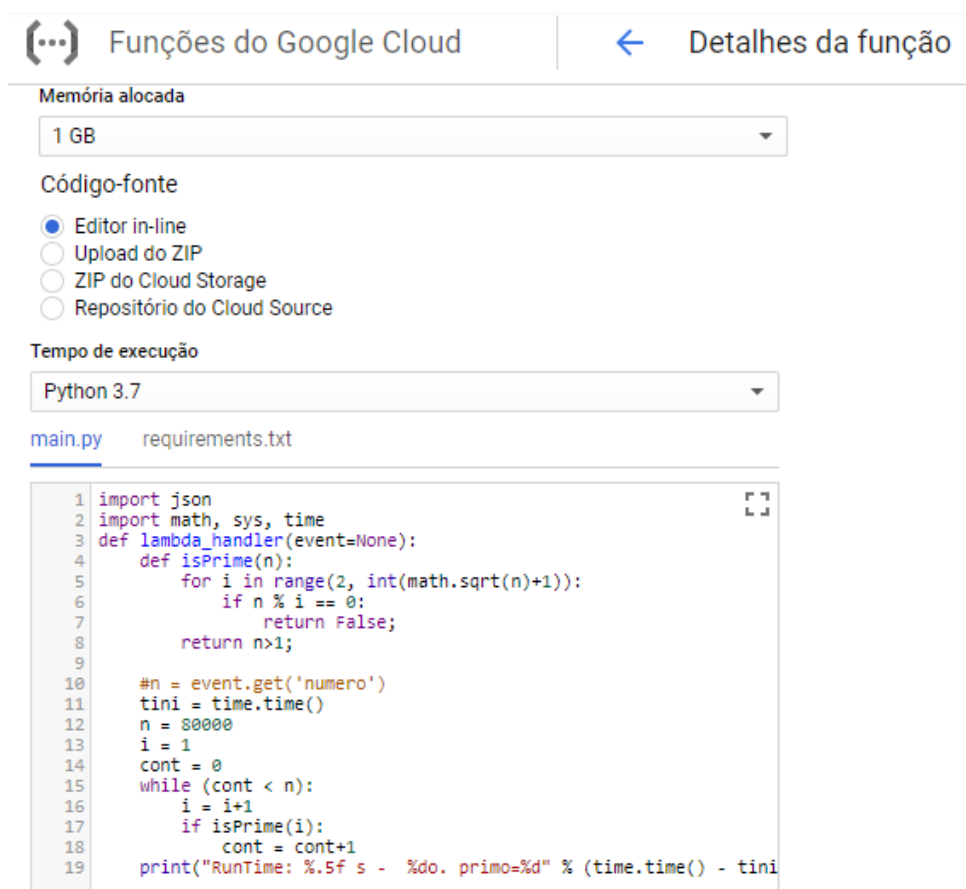 Funções do Google Cloud
Detalhes da função
Memória alocada
1 GB
Código-fonte
Editor in-line
Upload do ZIP
ZIP do Cloud Storage
Repositório do Cloud Source
Tempo de execução
Python 3.7
main.py requirements.txt
1 import json
2 import math, sys, time
3 def lambda_handler(event=None):
4     def isPrime(n):
5         for i in range(2, int(math.sqrt(n)+1)):
6             if n % i == 0:
7                 return False;
8         return n>1;
9
10     #n = event.get('numero')
11     tini = time.time()
12     n = 80000
13     i = 1
14     cont = 0
15     while (cont < n):
16         i = i+1
17         if isPrime(i):
18             cont = cont+1
19     print("RunTime: %.5f s -  %do. primo=%d" % (time.time() - tini